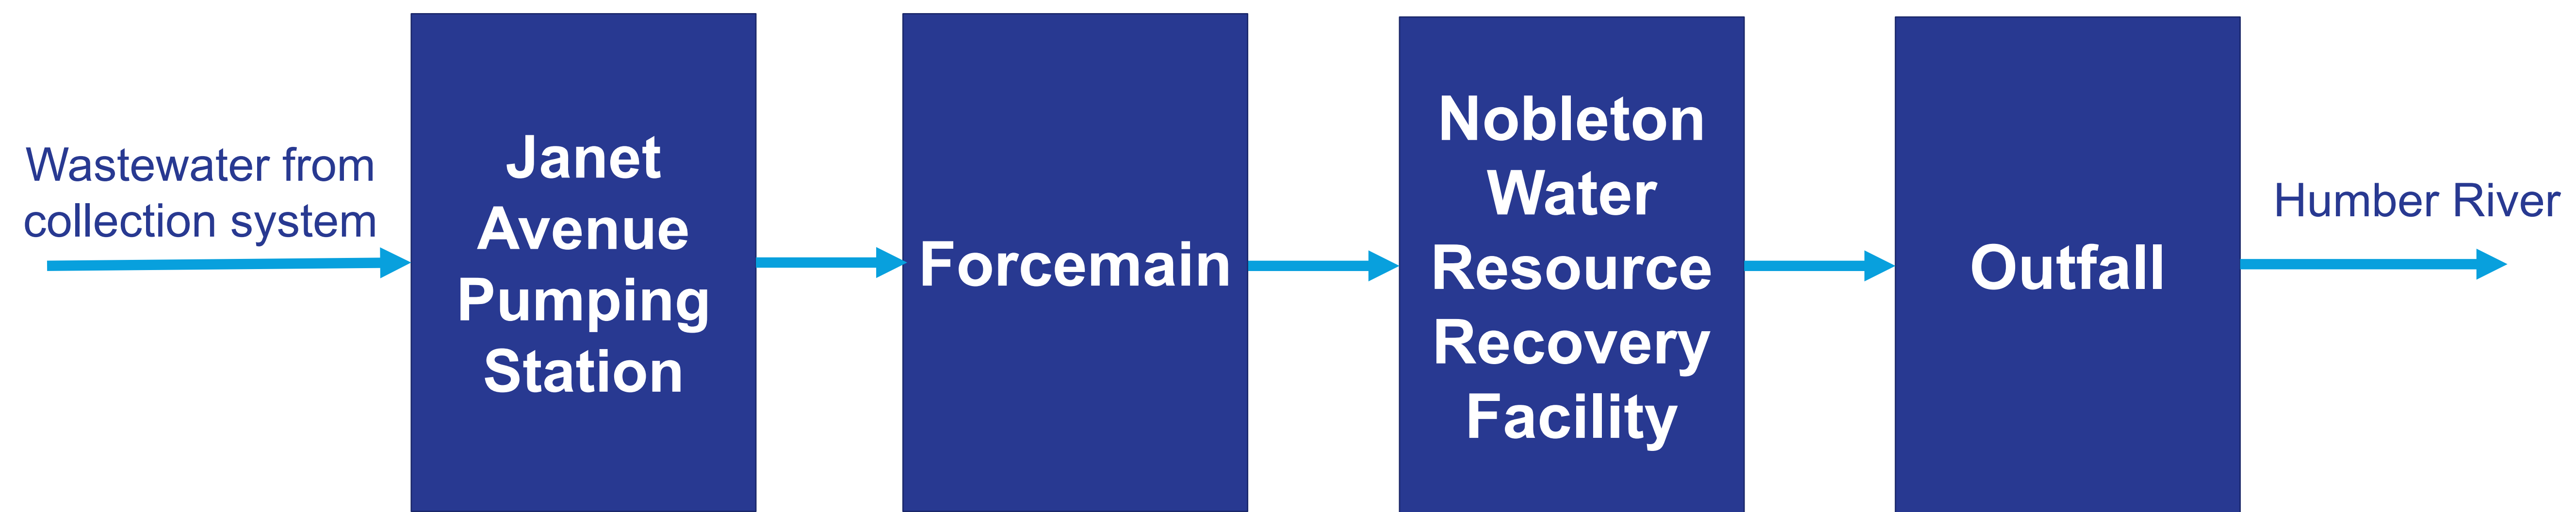 Wastewater from
collection system
Janet
Avenue
Pumping
Station
Forcemain
Nobleton
Water
Resource
Recovery
Facility
Outfall
Humber River